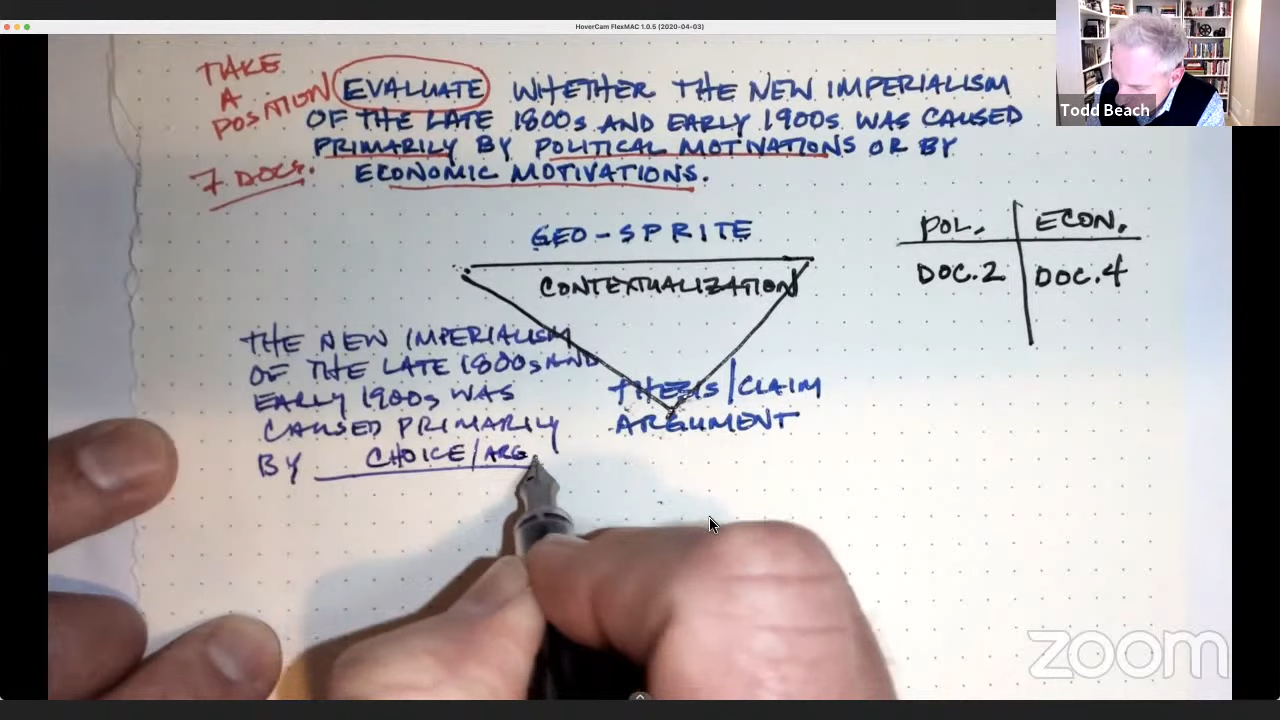 HoverCam FlexMAC 1.0.5 (2020-04-03)
Todd Beach
TAKE
A
POSITION
EVALUATE WHETHER THE NEW IMPERIALISM
OF THE LATE 1800s AND EARLY 1900s WAS CAUSED
PRIMARILY BY POLITICAL MOTIVATIONS OR BY
ECONOMIC MOTIVATIONS.
7 DOCS.
GEO-SPRITE
CONTEXTUALIZATION
POL. ECON.
DOC.2 DOC.4
THE NEW IMPERIALISM
OF THE LATE 1800s AND
EARLY 1900s WAS
CAUSED PRIMARILY
BY CHOICE/ARG
THESIS/CLAIM
ARGUMENT
zoom